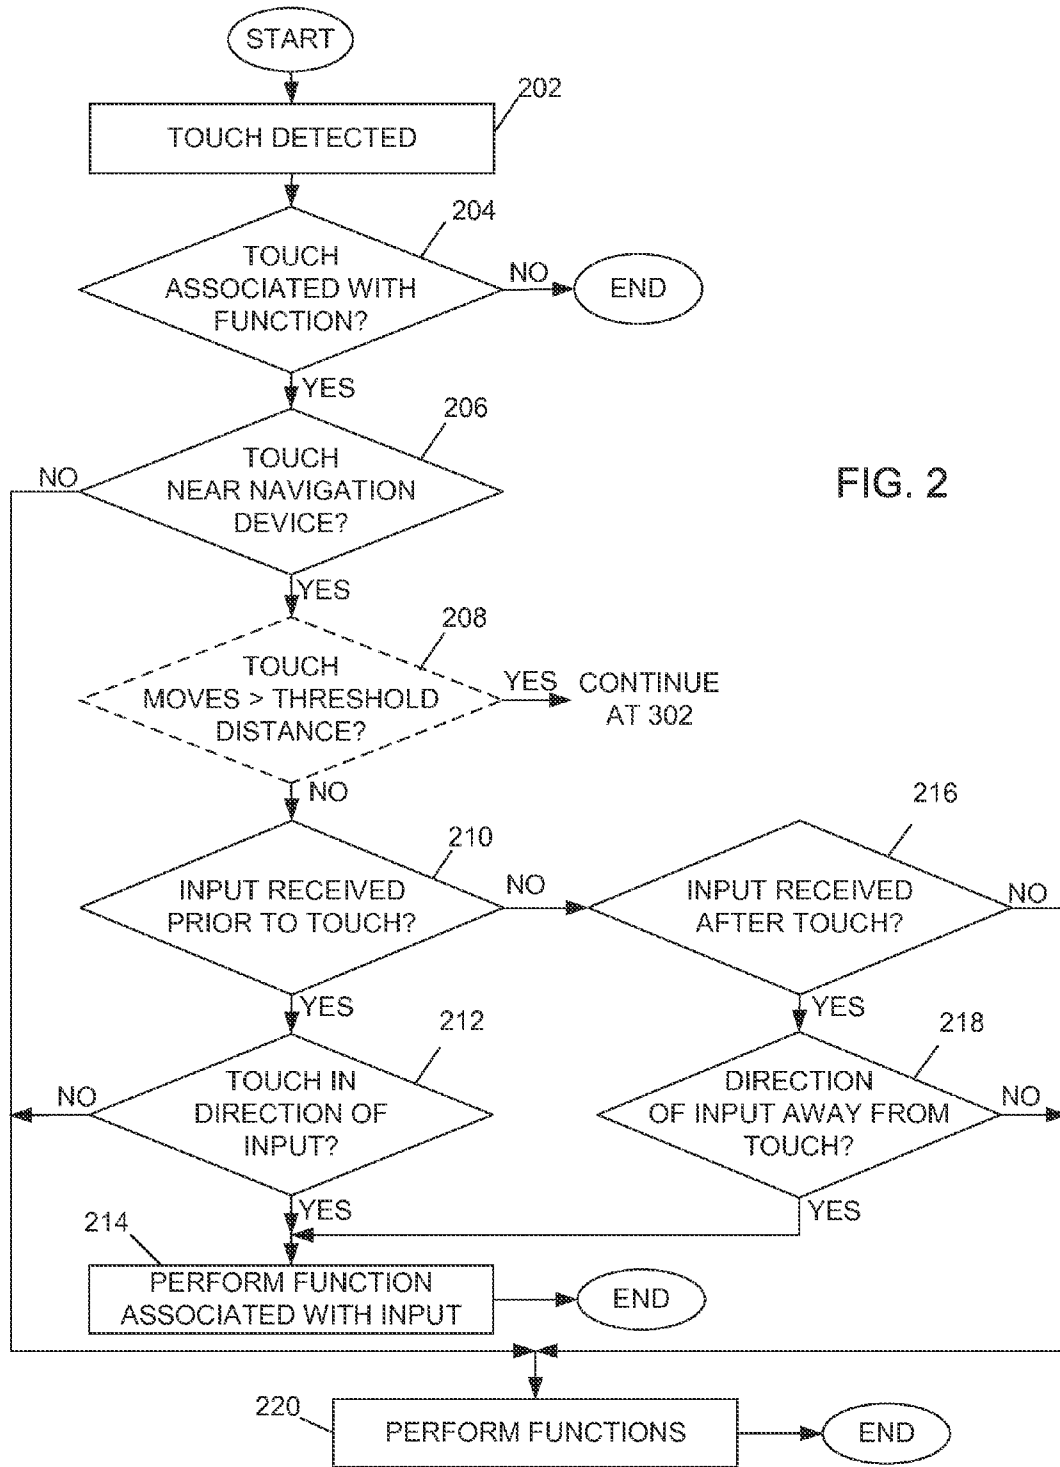 START
202
TOUCH DETECTED
204
TOUCH
ASSOCIATED WITH
FUNCTION?
NO
END
YES
206
NO
TOUCH
NEAR NAVIGATION
DEVICE?
FIG. 2
YES
208
TOUCH
MOVES > THRESHOLD
DISTANCE?
YES
CONTINUE
AT 302
NO
210
INPUT RECEIVED
PRIOR TO TOUCH?
NO
216
INPUT RECEIVED
AFTER TOUCH?
NO
YES
YES
212
NO
TOUCH IN
DIRECTION OF
INPUT?
218
DIRECTION
OF INPUT AWAY FROM
TOUCH?
NO
YES
YES
214
PERFORM FUNCTION
ASSOCIATED WITH INPUT
END
220
PERFORM FUNCTIONS
END